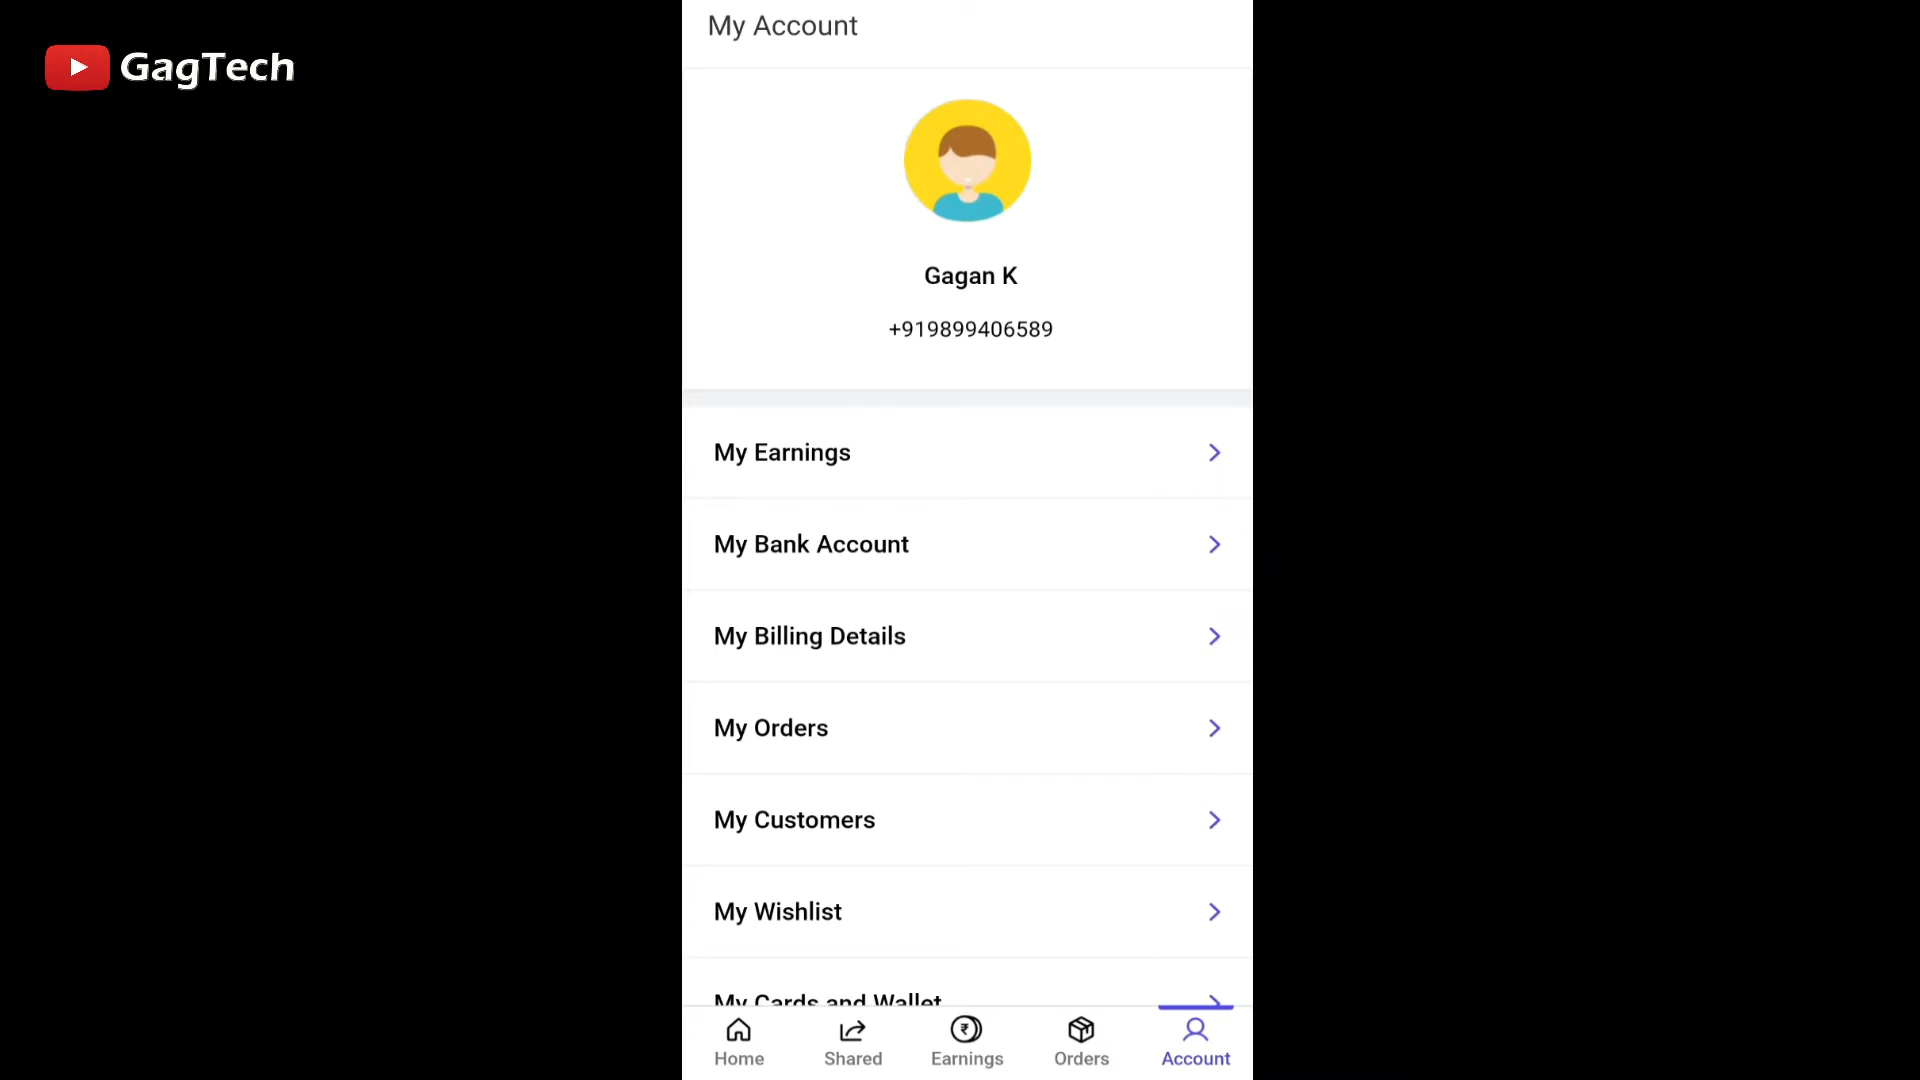 GagTech
My Account
Gagan K
+919899406589
My Earnings
My Bank Account
My Billing Details
My Orders
My Customers
My Wishlist
My Cards and Wallet
Home
Shared
Earnings
Orders
Account